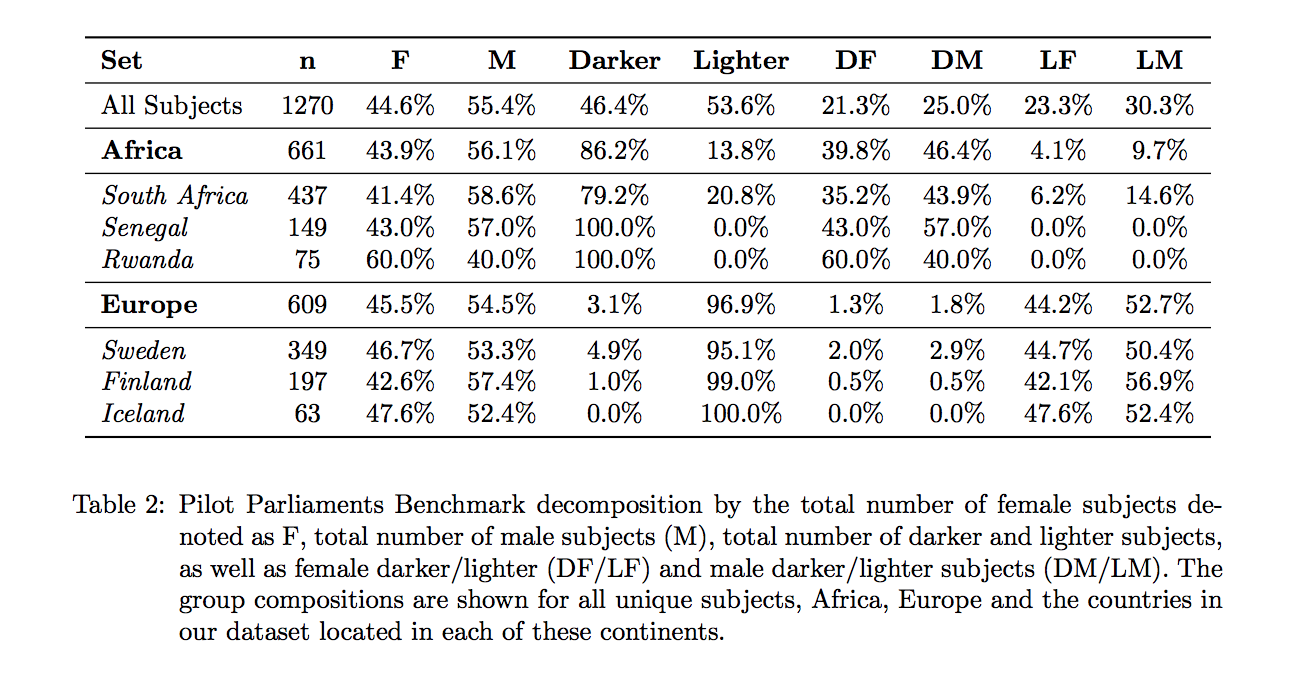 Set n F M Darker Lighter DF DM LF LM
All Subjects 1270 44.6% 55.4% 46.4% 53.6% 21.3% 25.0% 23.3% 30.3%
Africa 661 43.9% 56.1% 86.2% 13.8% 39.8% 46.4% 4.1% 9.7%
South Africa 437 41.4% 58.6% 79.2% 20.8% 35.2% 43.9% 6.2% 14.6%
Senegal 149 43.0% 57.0% 100.0% 0.0% 43.0% 57.0% 0.0% 0.0%
Rwanda 75 60.0% 40.0% 100.0% 0.0% 60.0% 40.0% 0.0% 0.0%
Europe 609 45.5% 54.5% 3.1% 96.9% 1.3% 1.8% 44.2% 52.7%
Sweden 349 46.7% 53.3% 4.9% 95.1% 2.0% 2.9% 44.7% 50.4%
Finland 197 42.6% 57.4% 1.0% 99.0% 0.5% 0.5% 42.1% 56.9%
Iceland 63 47.6% 52.4% 0.0% 100.0% 0.0% 0.0% 47.6% 52.4%
Table 2: Pilot Parliaments Benchmark decomposition by the total number of female subjects de-
noted as F, total number of male subjects (M), total number of darker and lighter subjects,
as well as female darker/lighter (DF/LF) and male darker/lighter subjects (DM/LM). The
group compositions are shown for all unique subjects, Africa, Europe and the countries in
our dataset located in each of these continents.